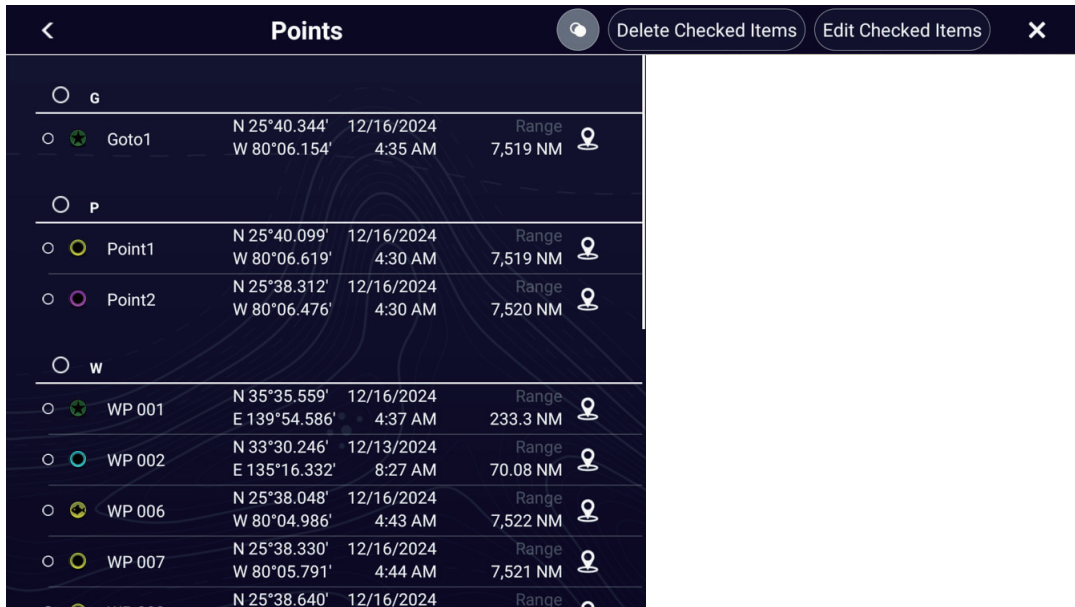 Points
Delete Checked Items
Edit Checked Items
G
Goto1 N 25°40.344' 12/16/2024 Range
W 80°06.154' 4:35 AM 7,519 NM
P
Point1 N 25°40.099' 12/16/2024 Range
W 80°06.619' 4:30 AM 7,519 NM
Point2 N 25°38.312' 12/16/2024 Range
W 80°06.476' 4:30 AM 7,520 NM
W
WP 001 N 35°35.559' 12/16/2024 Range
E 139°54.586' 4:37 AM 233.3 NM
WP 002 N 33°30.246' 12/13/2024 Range
E 135°16.332' 8:27 AM 70.08 NM
WP 006 N 25°38.048' 12/16/2024 Range
W 80°04.986' 4:43 AM 7,522 NM
WP 007 N 25°38.330' 12/16/2024 Range
W 80°05.791' 4:44 AM 7,521 NM
N 25°38.640' 12/16/2024 Range